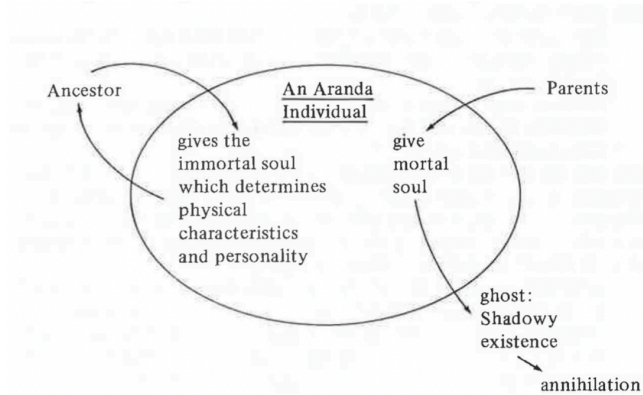 Ancestor
An Aranda
Individual
Parents
gives the
immortal soul
which determines
physical
characteristics
and personality
give
mortal
soul
ghost:
Shadowy
existence
annihilation